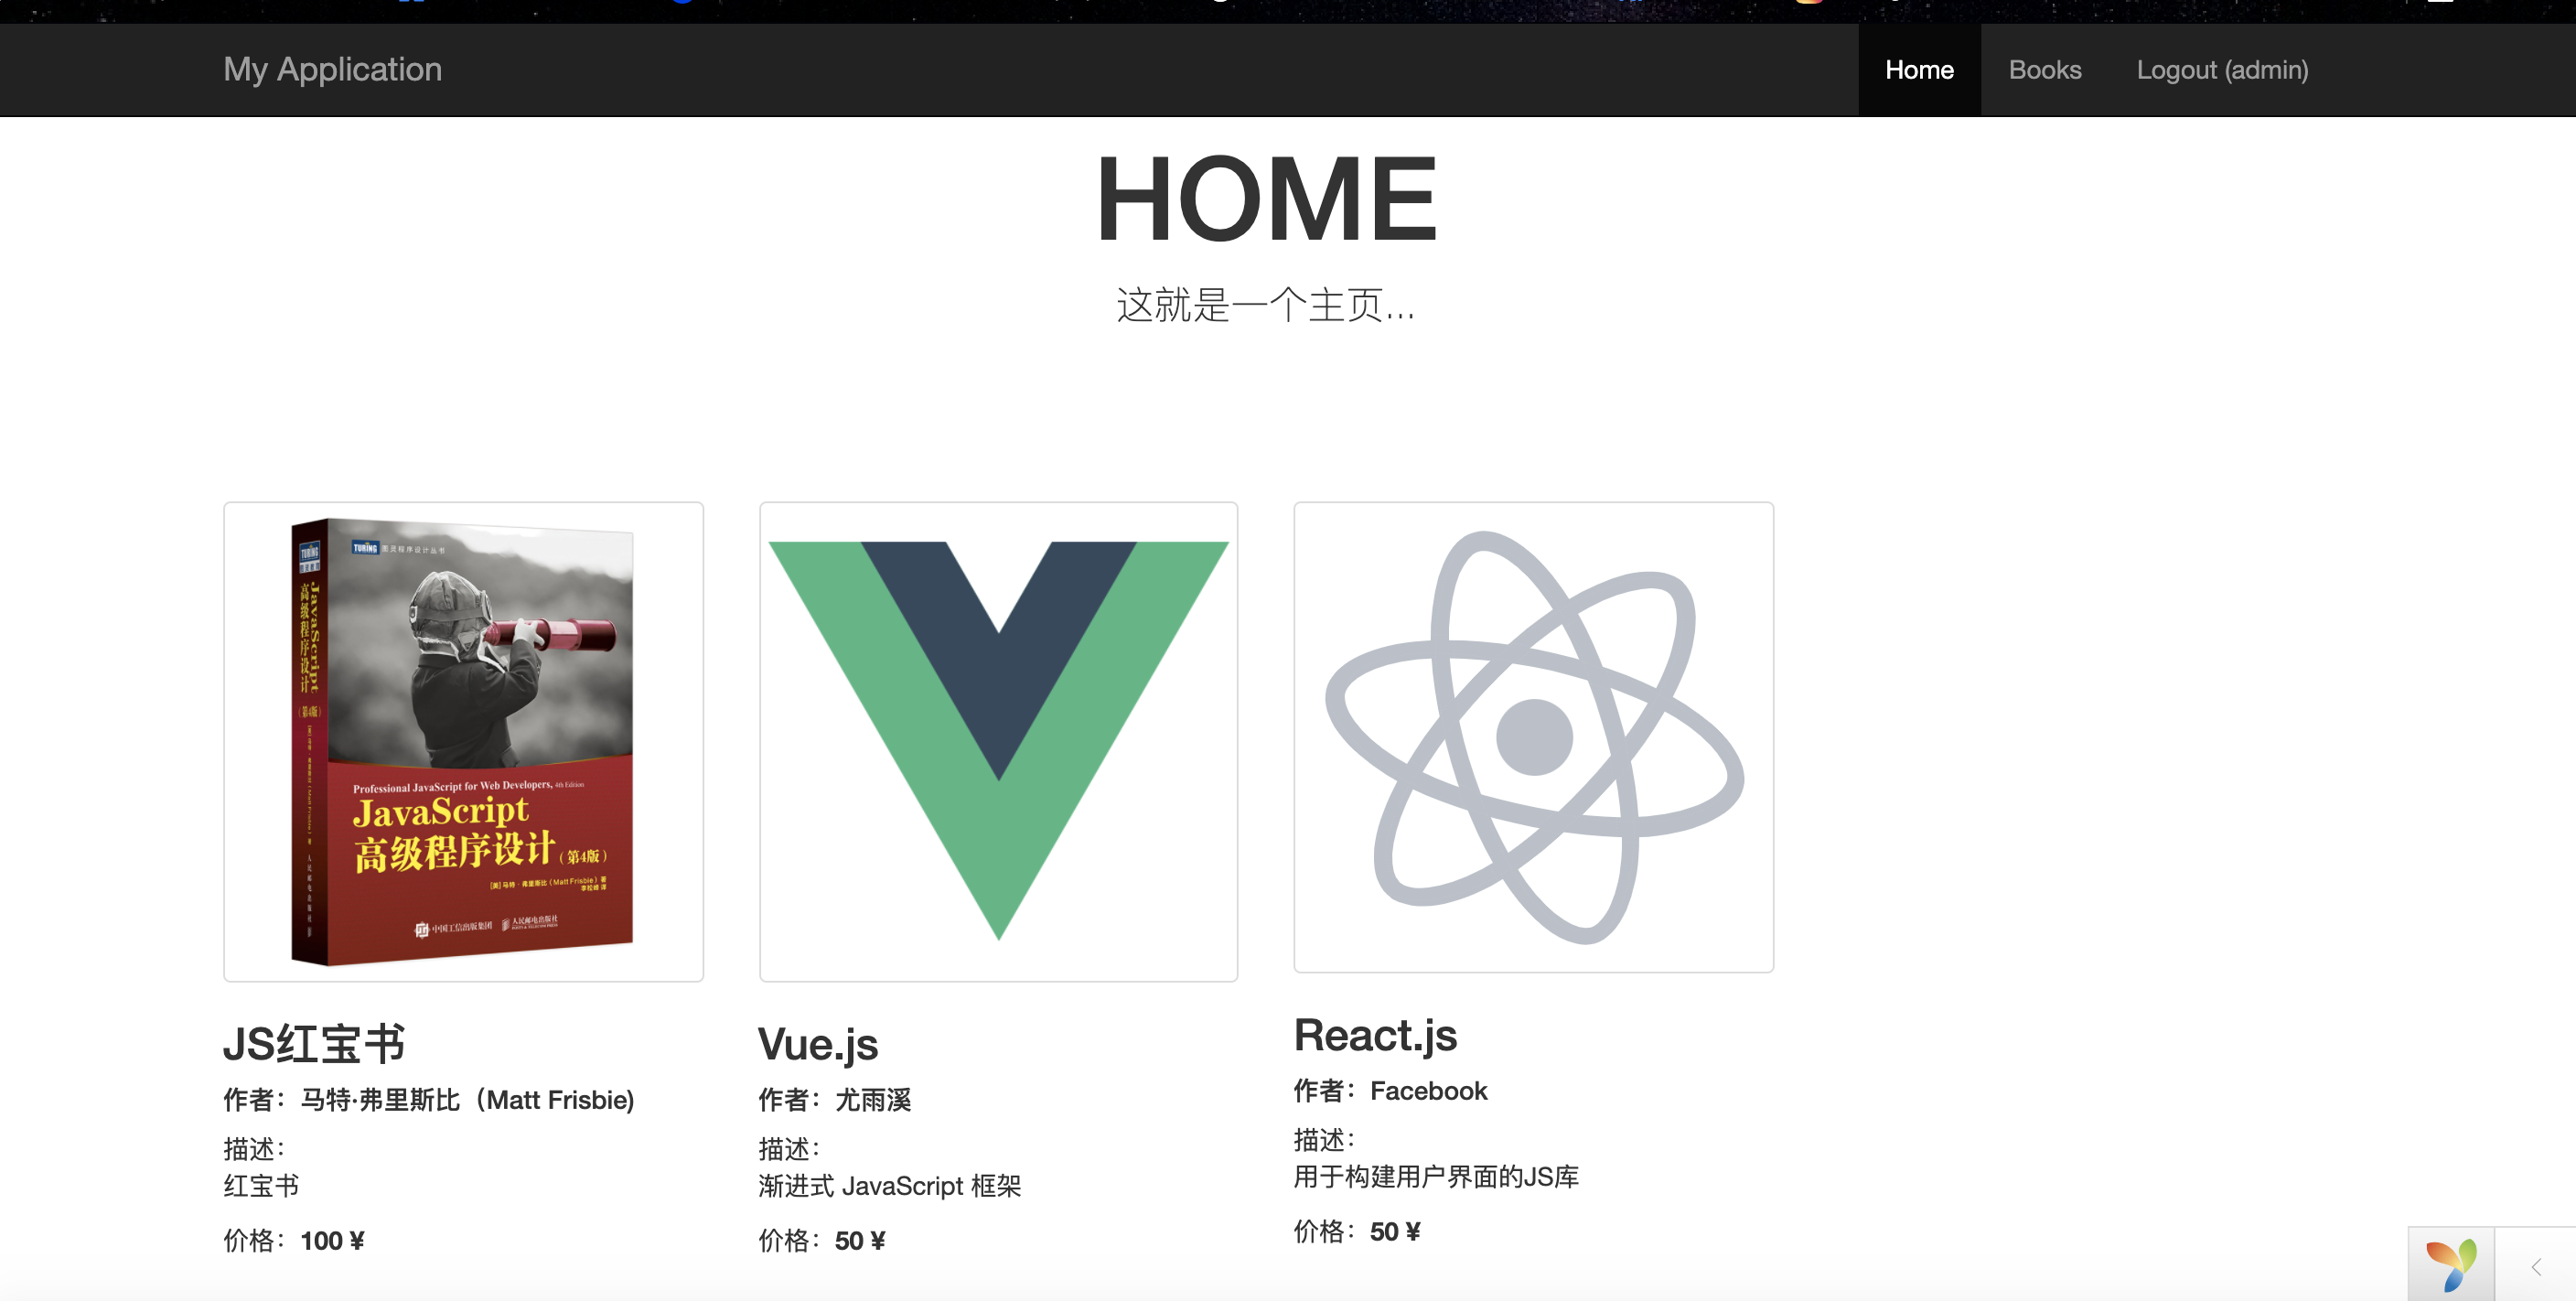 My Application
Home
Books
Logout (admin)
HOME
这就是一个主页...
TURING 图灵程序设计丛书
JavaScript
高级程序设计
（第4版）
Professional JavaScript for Web Developers, 4th Edition
JavaScript
高级程序设计（第4版）
[美] 马特·弗里斯比（Matt Frisbie）著
李松峰 译
中国工信出版集团
人民邮电出版社
JS红宝书
作者：马特·弗里斯比（Matt Frisbie)
描述：
红宝书
价格：100 ¥
Vue.js
作者：尤雨溪
描述：
渐进式 JavaScript 框架
价格：50 ¥
React.js
作者：Facebook
描述：
用于构建用户界面的JS库
价格：50 ¥